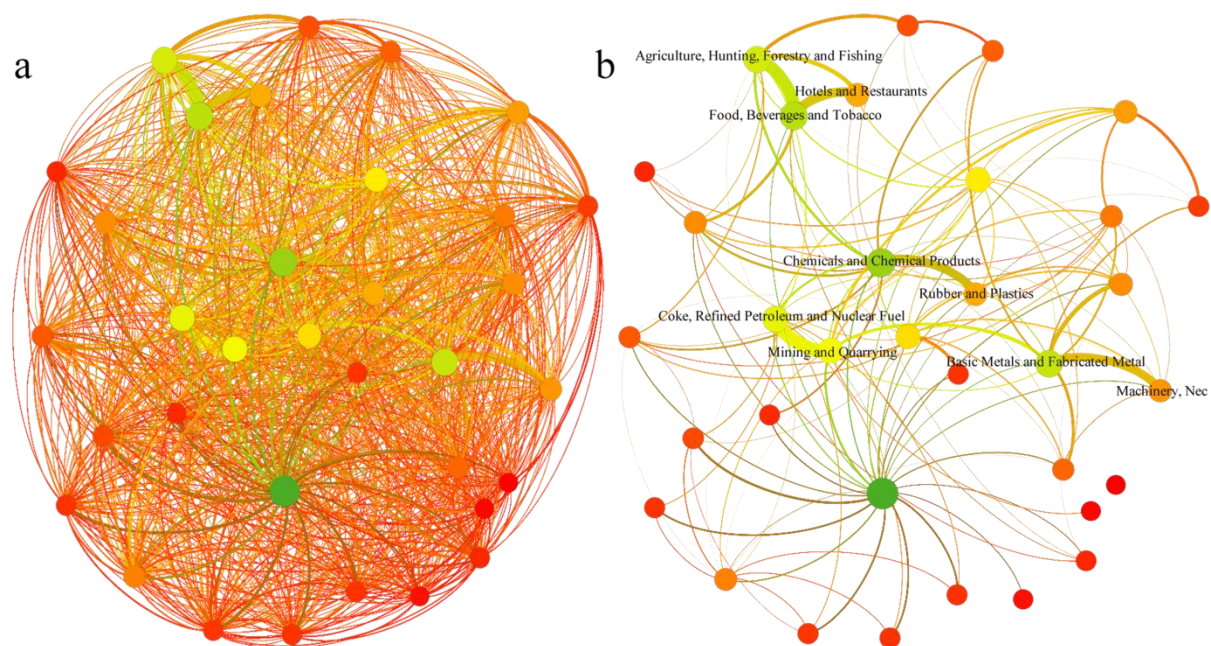 a
b
Agriculture, Hunting, Forestry and Fishing
Hotels and Restaurants
Food, Beverages and Tobacco
Chemicals and Chemical Products
Rubber and Plastics
Coke, Refined Petroleum and Nuclear Fuel
Mining and Quarrying
Basic Metals and Fabricated Metal
Machinery, Nec